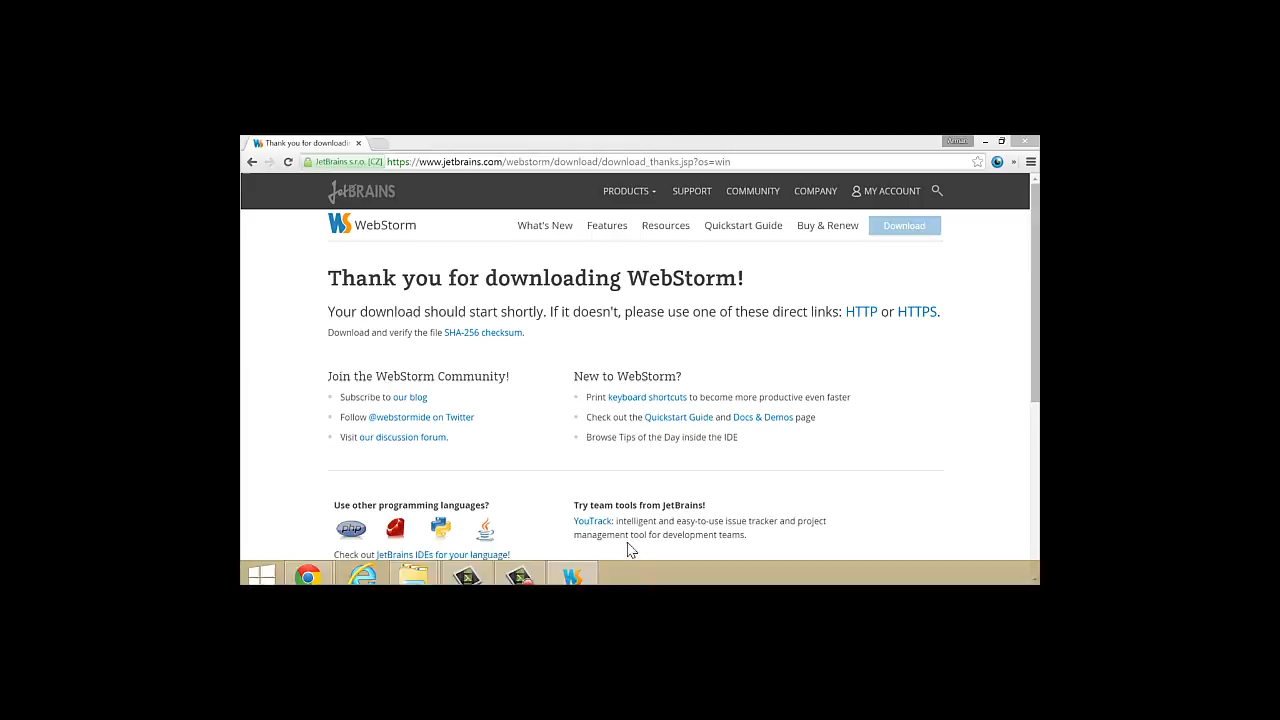 Thank you for downloadin
JetBrains s.r.o. [CZ] https://www.jetbrains.com/webstorm/download/download_thanks.jsp?os=win
JETBRAINS PRODUCTS SUPPORT COMMUNITY COMPANY MY ACCOUNT
WS WebStorm What's New Features Resources Quickstart Guide Buy & Renew Download
Thank you for downloading WebStorm!
Your download should start shortly. If it doesn't, please use one of these direct links: HTTP or HTTPS.
Download and verify the file SHA-256 checksum.
Join the WebStorm Community!
Subscribe to our blog
Follow @webstormide on Twitter
Visit our discussion forum.
New to WebStorm?
Print keyboard shortcuts to become more productive even faster
Check out the Quickstart Guide and Docs & Demos page
Browse Tips of the Day inside the IDE
Use other programming languages?
php
Check out JetBrains IDEs for your language!
Try team tools from JetBrains!
YouTrack: intelligent and easy-to-use issue tracker and project
management tool for development teams.
WS